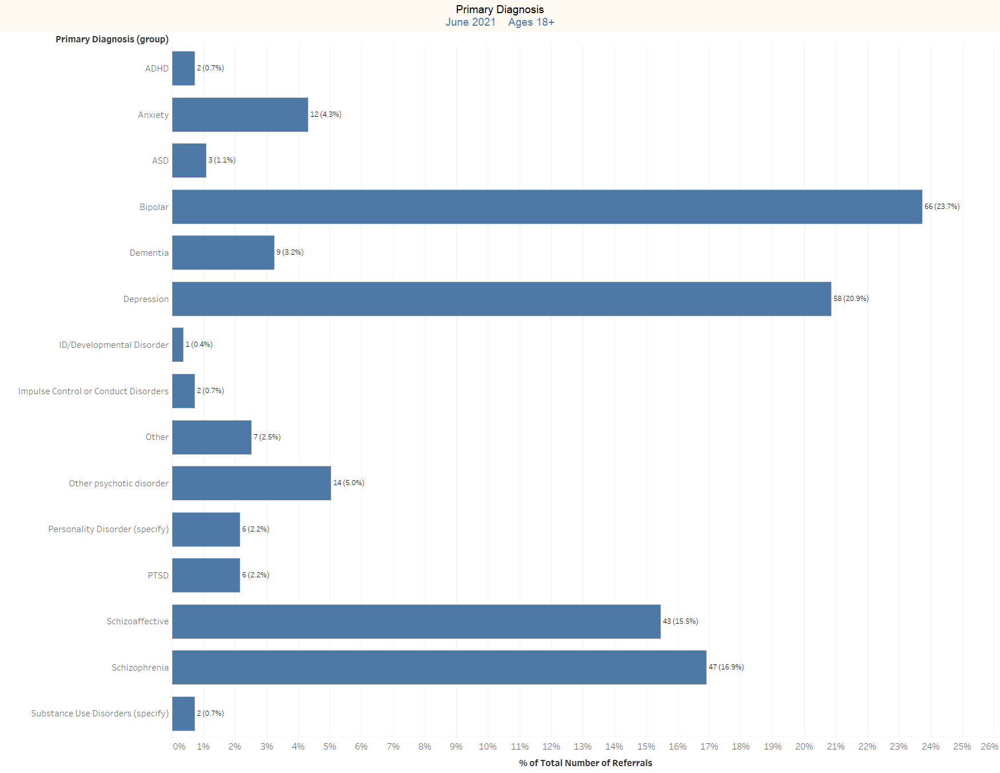 Primary Diagnosis
June 2021 Ages 18+
Primary Diagnosis (group)
ADHD 2 (0.7%)
Anxiety 12 (4.3%)
ASD 3 (1.1%)
Bipolar 66 (23.7%)
Dementia 9 (3.2%)
Depression 58 (20.9%)
ID/Developmental Disorder 1 (0.4%)
Impulse Control or Conduct Disorders 2 (0.7%)
Other 7 (2.5%)
Other psychotic disorder 14 (5.0%)
Personality Disorder (specify) 6 (2.2%)
PTSD 6 (2.2%)
Schizoaffective 43 (15.5%)
Schizophrenia 47 (16.9%)
Substance Use Disorders (specify) 2 (0.7%)
0% 1% 2% 3% 4% 5% 6% 7% 8% 9% 10% 11% 12% 13% 14% 15% 16% 17% 18% 19% 20% 21% 22% 23% 24% 25% 26%
% of Total Number of Referrals